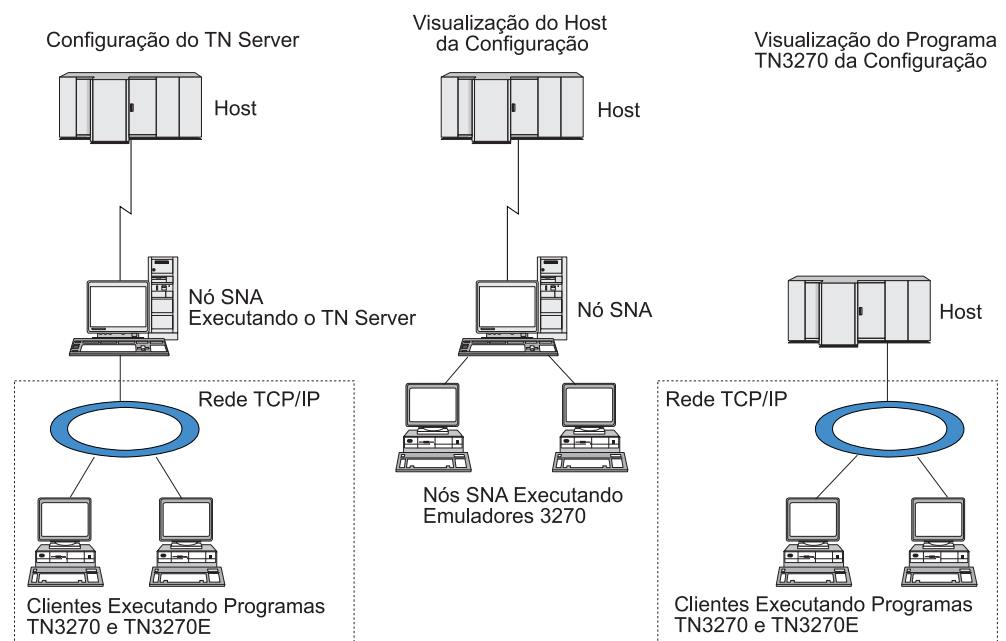 Configuração do TN Server
Host
Nó SNA
Executando o TN Server
Rede TCP/IP
Clientes Executando Programas
TN3270 e TN3270E
Visualização do Host
da Configuração
Host
Nó SNA
Nós SNA Executando
Emuladores 3270
Visualização do Programa
TN3270 da Configuração
Host
Rede TCP/IP
Clientes Executando Programas
TN3270 e TN3270E